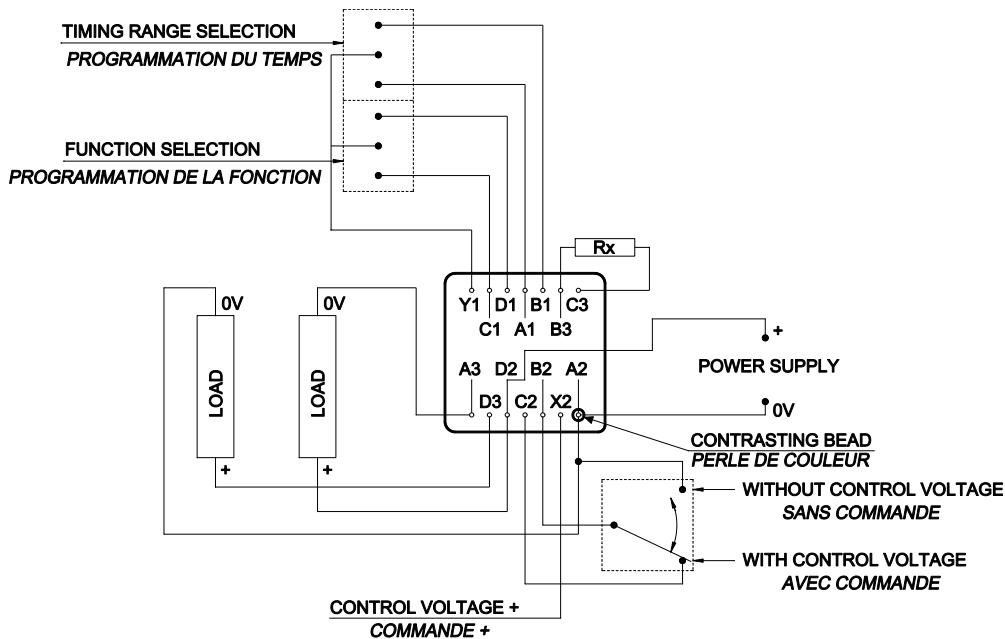 TIMING RANGE SELECTION
PROGRAMMATION DU TEMPS
FUNCTION SELECTION
PROGRAMMATION DE LA FONCTION
Rx
Y1 D1 B1 C3
C1 A1 B3
0V 0V
LOAD LOAD
+ +
A3 D2 B2 A2
D3 C2 X2
+
POWER SUPPLY
0V
CONTRASTING BEAD
PERLE DE COULEUR
WITHOUT CONTROL VOLTAGE
SANS COMMANDE
WITH CONTROL VOLTAGE
AVEC COMMANDE
CONTROL VOLTAGE +
COMMANDE +